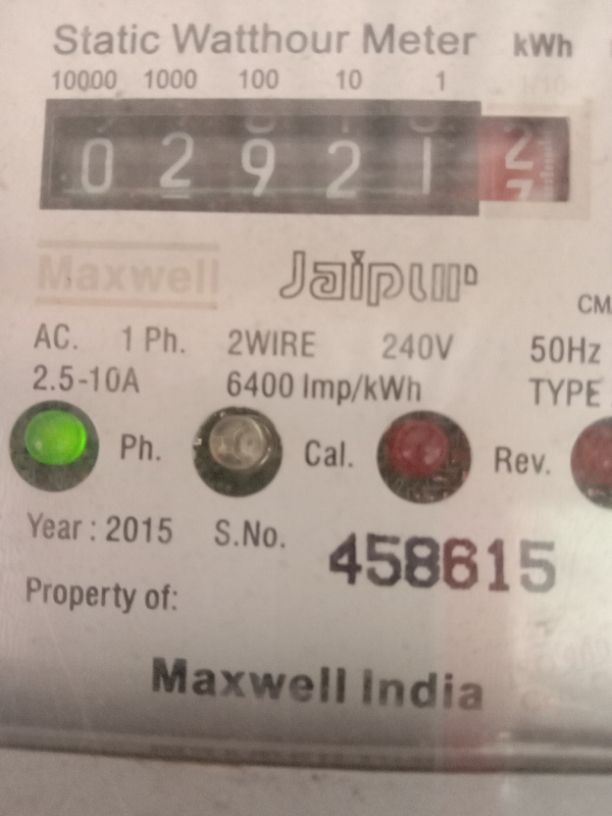 Static Watthour Meter kWh
10000 1000 100 10 1 1/10
0 2 9 2 1 2
Maxwell Jaipur
CM
AC. 1 Ph. 2WIRE 240V 50Hz
2.5-10A 6400 Imp/kWh TYPE
Ph. Cal. Rev.
Year : 2015 S.No. 458615
Property of:
Maxwell India